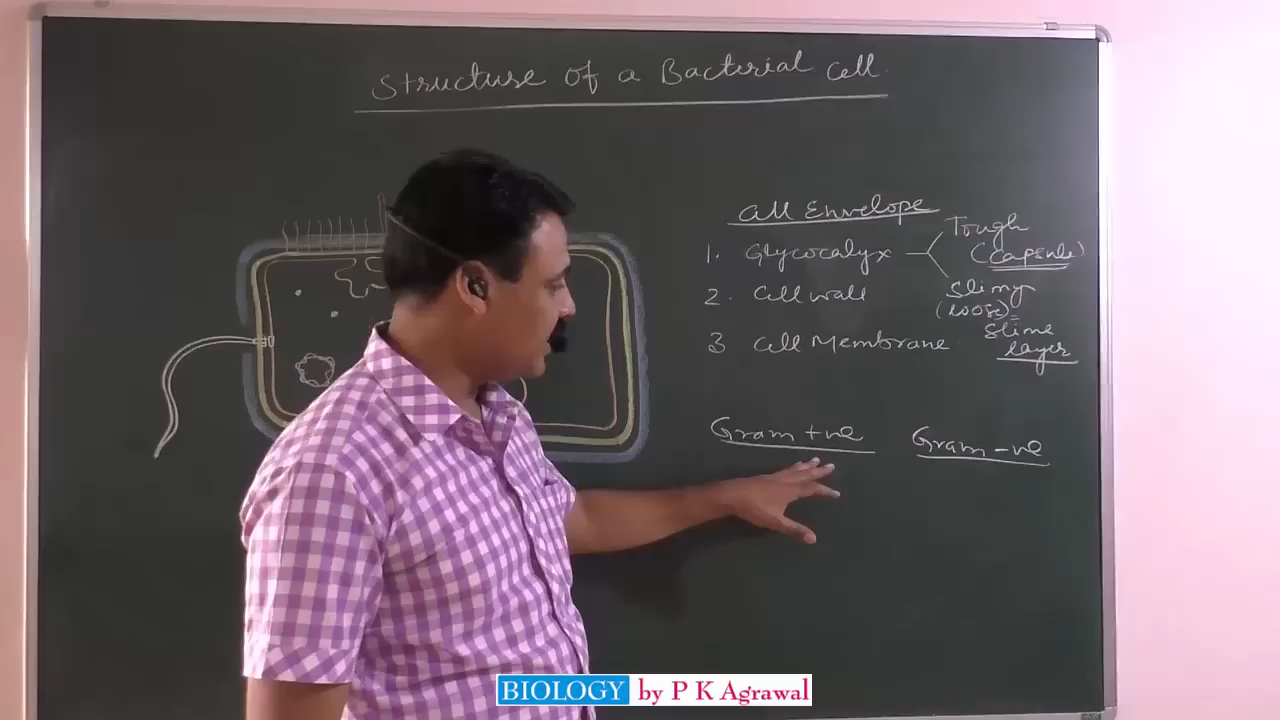 Structure of a Bacterial Cell.
Cell Envelope
1. Glycocalyx
Tough
(Capsule)
Slimy
(loose) =
Slime
layer
2. Cell wall
3 Cell Membrane
Gram +ve
Gram -ve
BIOLOGY by P K Agrawal